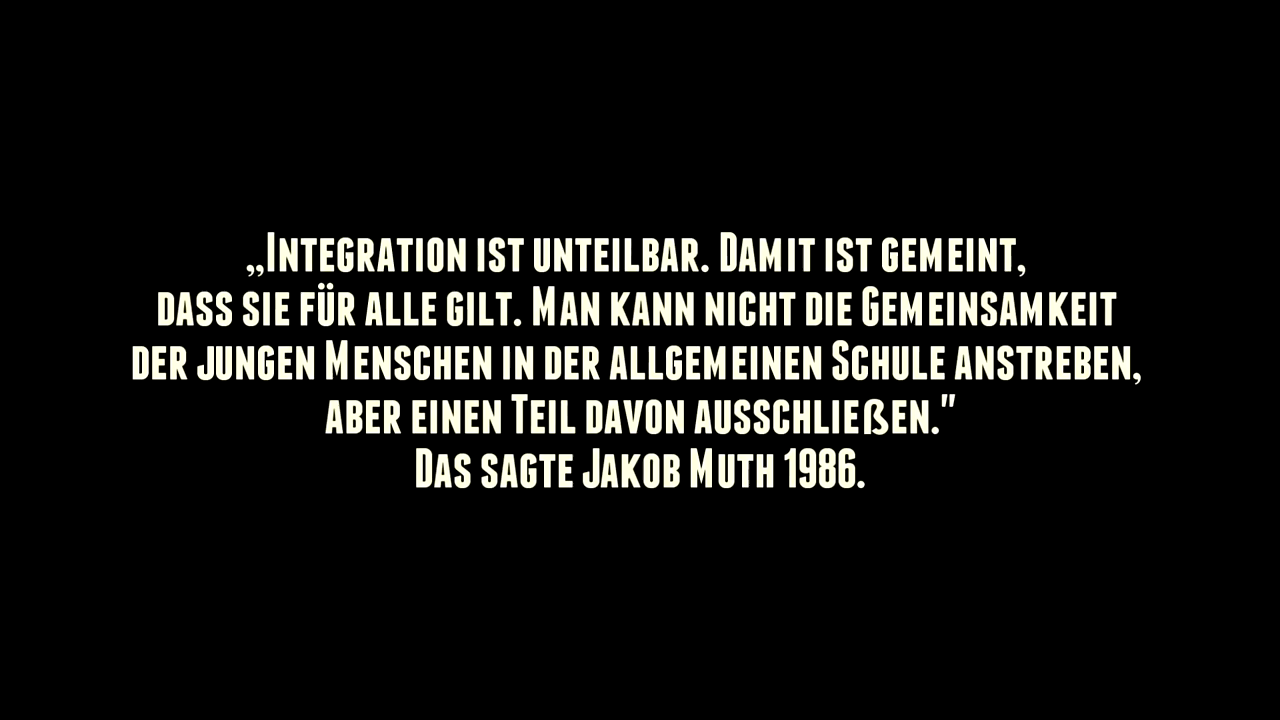 „Integration ist unteilbar. Damit ist gemeint,
dass sie für alle gilt. Man kann nicht die Gemeinsamkeit
der jungen Menschen in der allgemeinen Schule anstreben,
aber einen Teil davon ausschließen."
Das sagte Jakob Muth 1986.